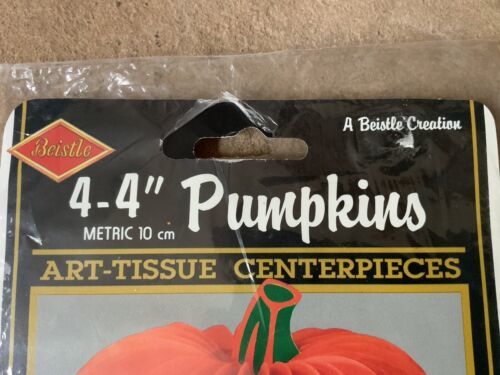 A Beistle Creation
Beistle
4-4" Pumpkins
METRIC 10 cm
ART-TISSUE CENTERPIECES